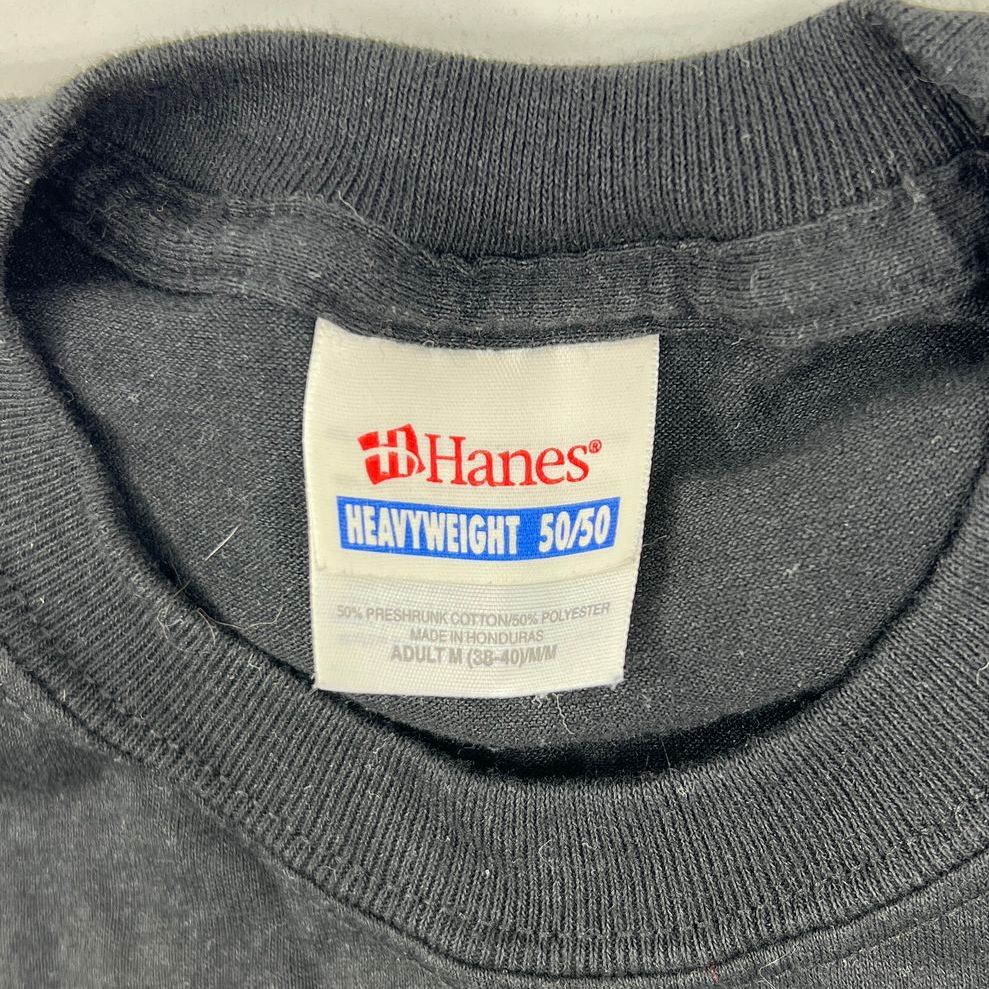 Hanes®
HEAVYWEIGHT 50/50
50% PRESHRUNK COTTON/50% POLYESTER
MADE IN HONDURAS
ADULT M (38-40)/M/M